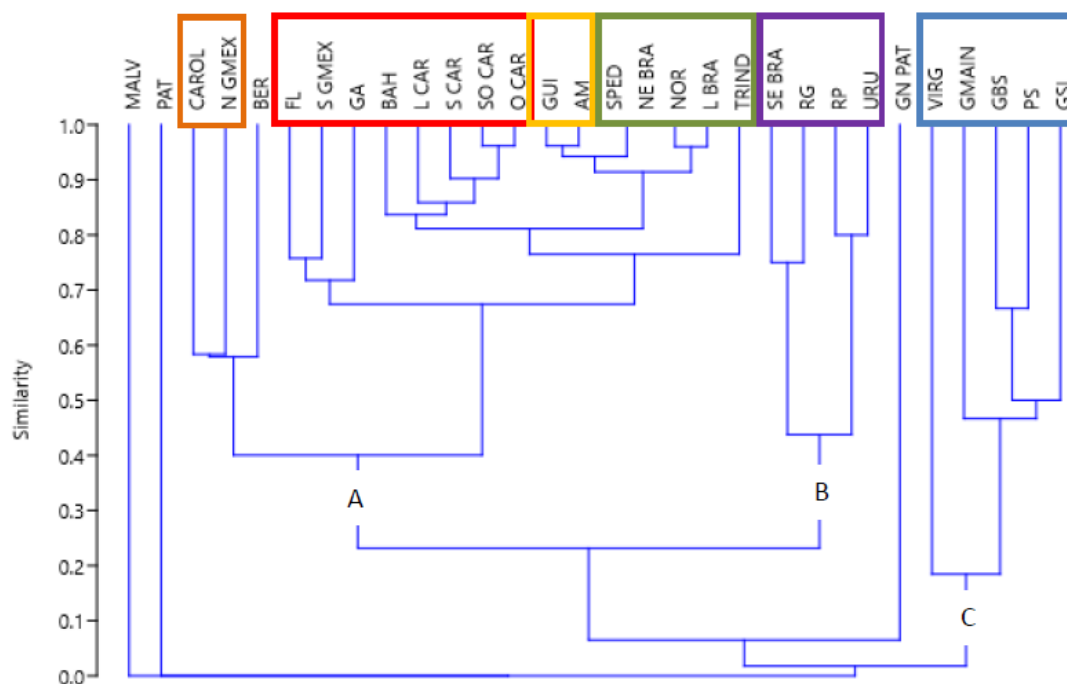 MALV
PAT
CAROL
N GMEX
BER
FL
S GMEX
GA
BAH
L CAR
S CAR
SO CAR
O CAR
GUI
AM
SPED
NE BRA
NOR
L BRA
TRIND
SE BRA
RG
RP
URU
GN PAT
VIRG
GMAIN
GBS
PS
GSL
1.0
0.9
0.8
0.7
0.6
0.5
0.4
0.3
0.2
0.1
0.0
Similarity
A
B
C